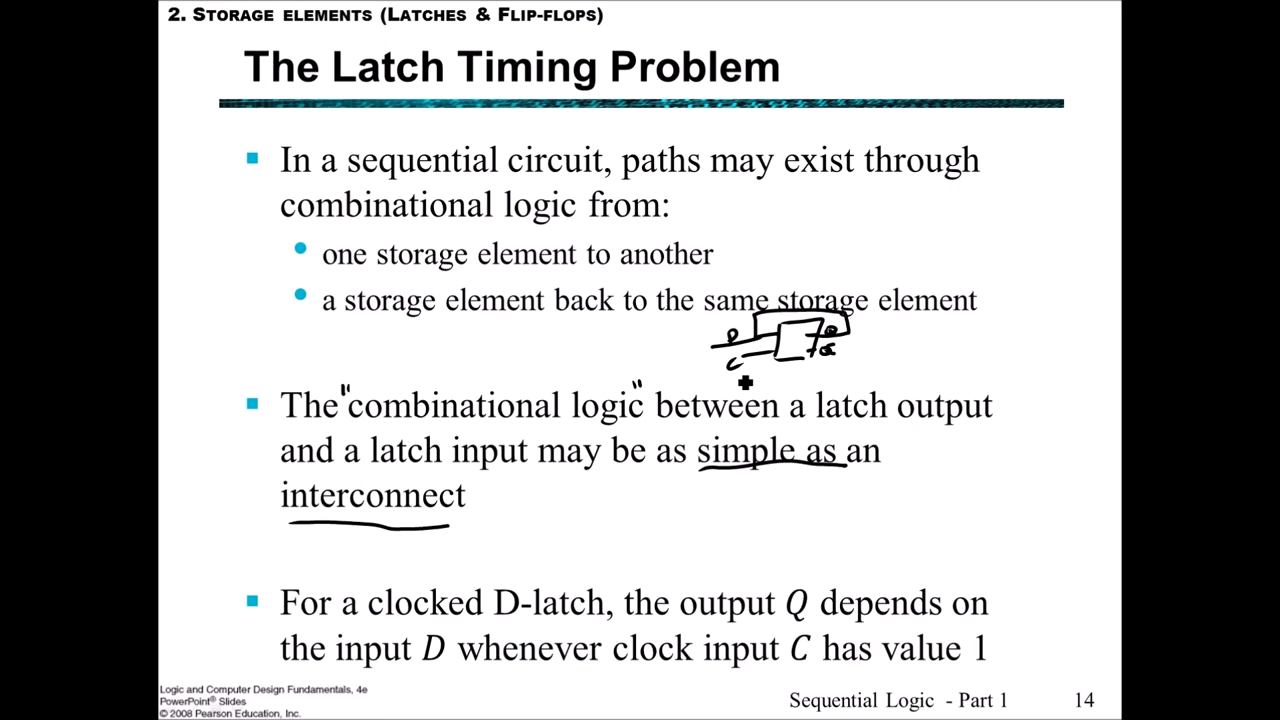 2. STORAGE ELEMENTS (LATCHES & FLIP-FLOPS)
The Latch Timing Problem
In a sequential circuit, paths may exist through
combinational logic from:
one storage element to another
a storage element back to the same storage element
D
Q
C
The "combinational logic" between a latch output
and a latch input may be as simple as an
interconnect
For a clocked D-latch, the output Q depends on
the input D whenever clock input C has value 1
Logic and Computer Design Fundamentals, 4e
PowerPoint® Slides
© 2008 Pearson Education, Inc.
Sequential Logic - Part 1
14